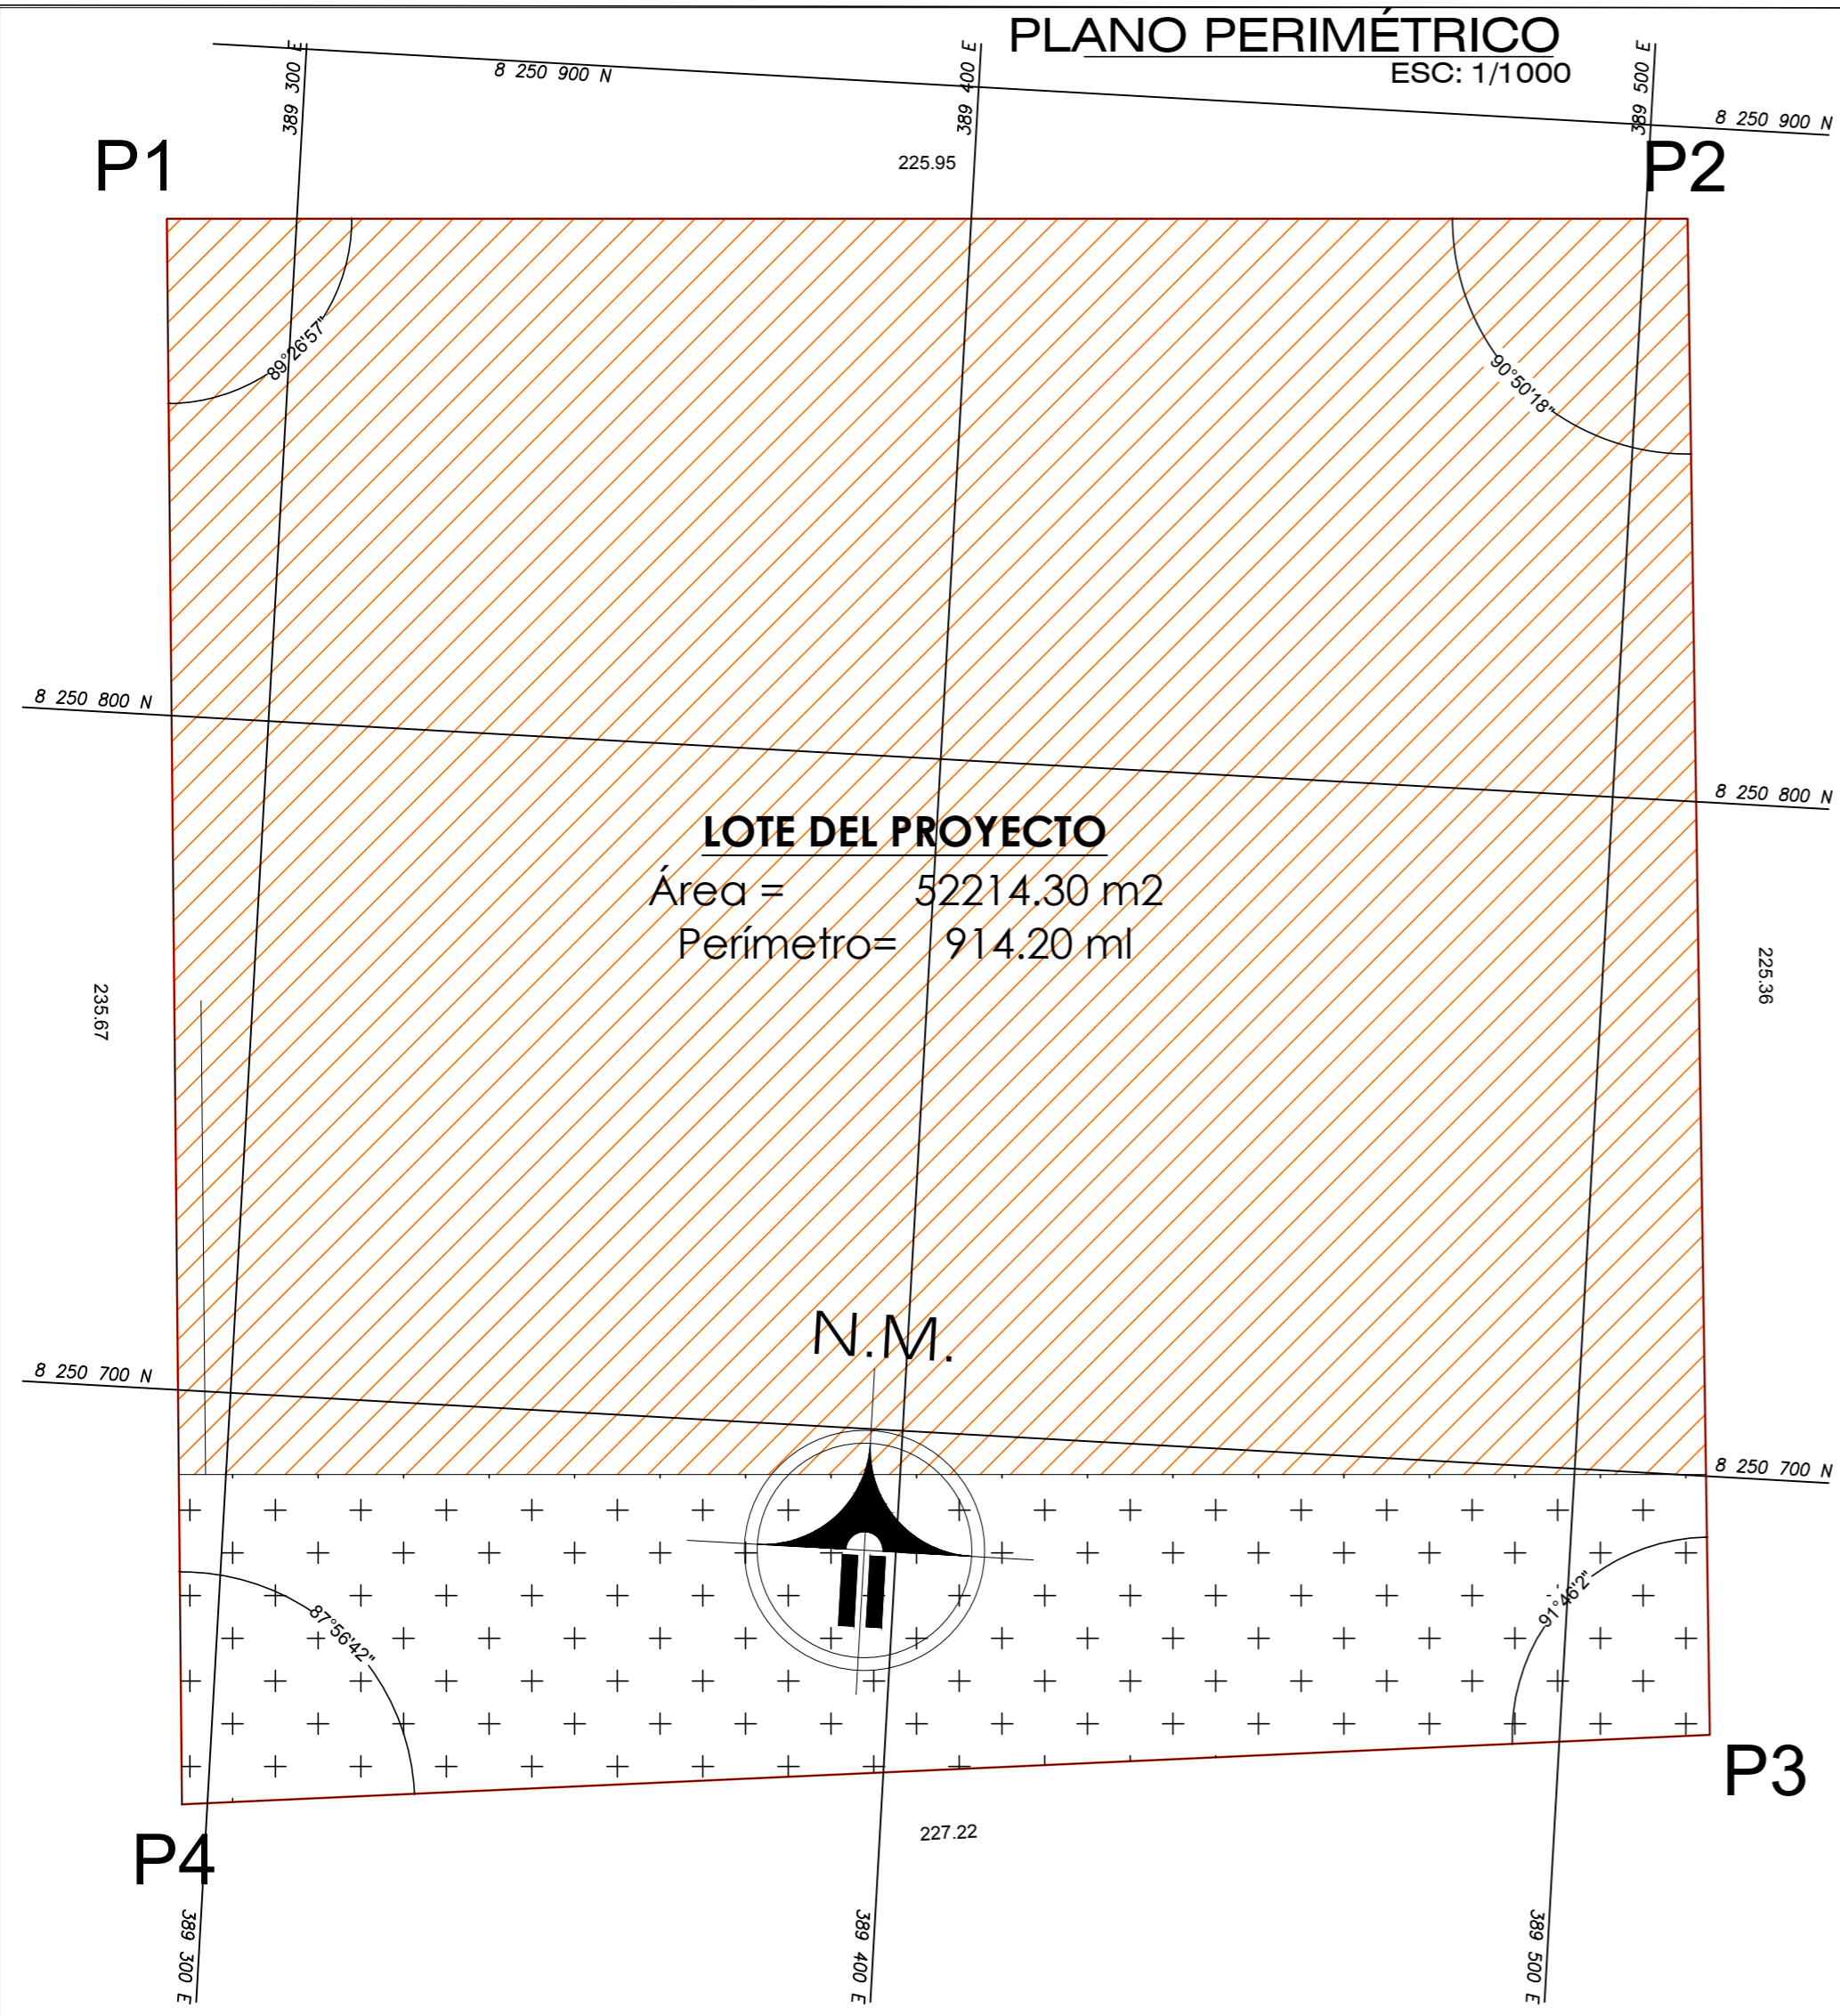 PLANO PERIMÉTRICO
ESC: 1/1000
389 300 E
8 250 900 N
389 400 E
389 500 E
8 250 900 N
P1
225.95
P2
89°26'57"
90°50'18"
8 250 800 N
8 250 800 N
LOTE DEL PROYECTO
Área = 52214.30 m2
Perímetro= 914.20 ml
235.67
225.36
N.M.
8 250 700 N
8 250 700 N
87°56'42"
91°46'2"
P3
227.22
P4
389 300 E
389 400 E
389 500 E